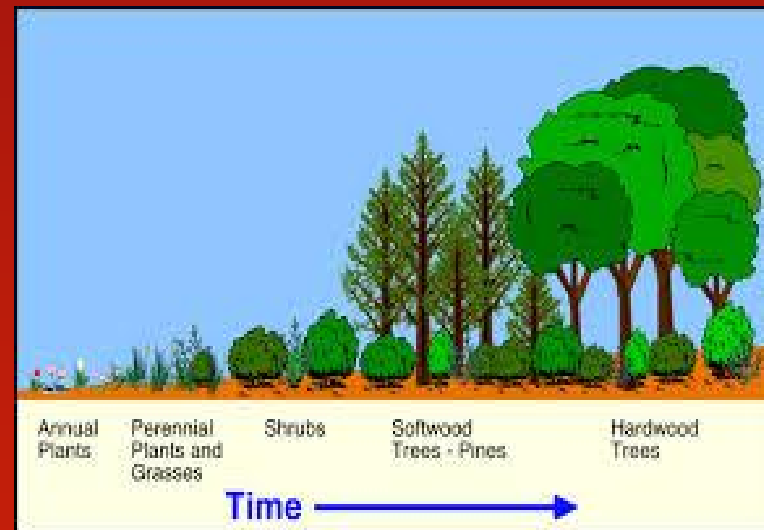 Annual
Plants
Perennial
Plants and
Grasses
Shrubs
Softwood
Trees - Pines
Hardwood
Trees
Time